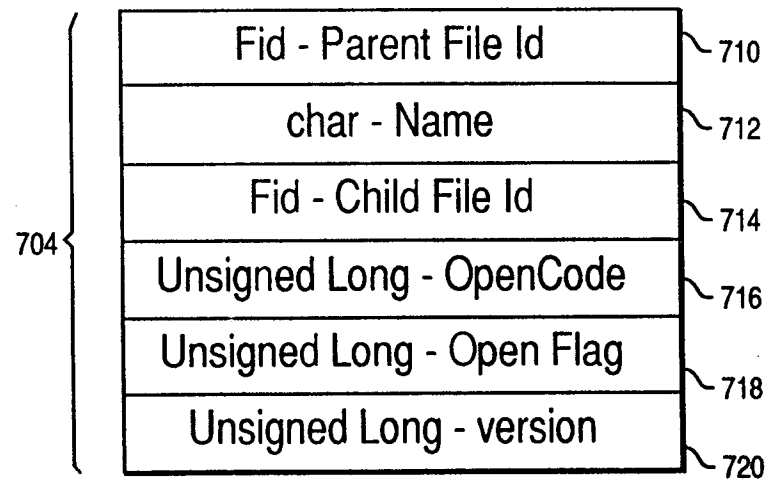 Fid - Parent File Id 710
char - Name 712
Fid - Child File Id 714
704
Unsigned Long - OpenCode 716
Unsigned Long - Open Flag 718
Unsigned Long - version 720